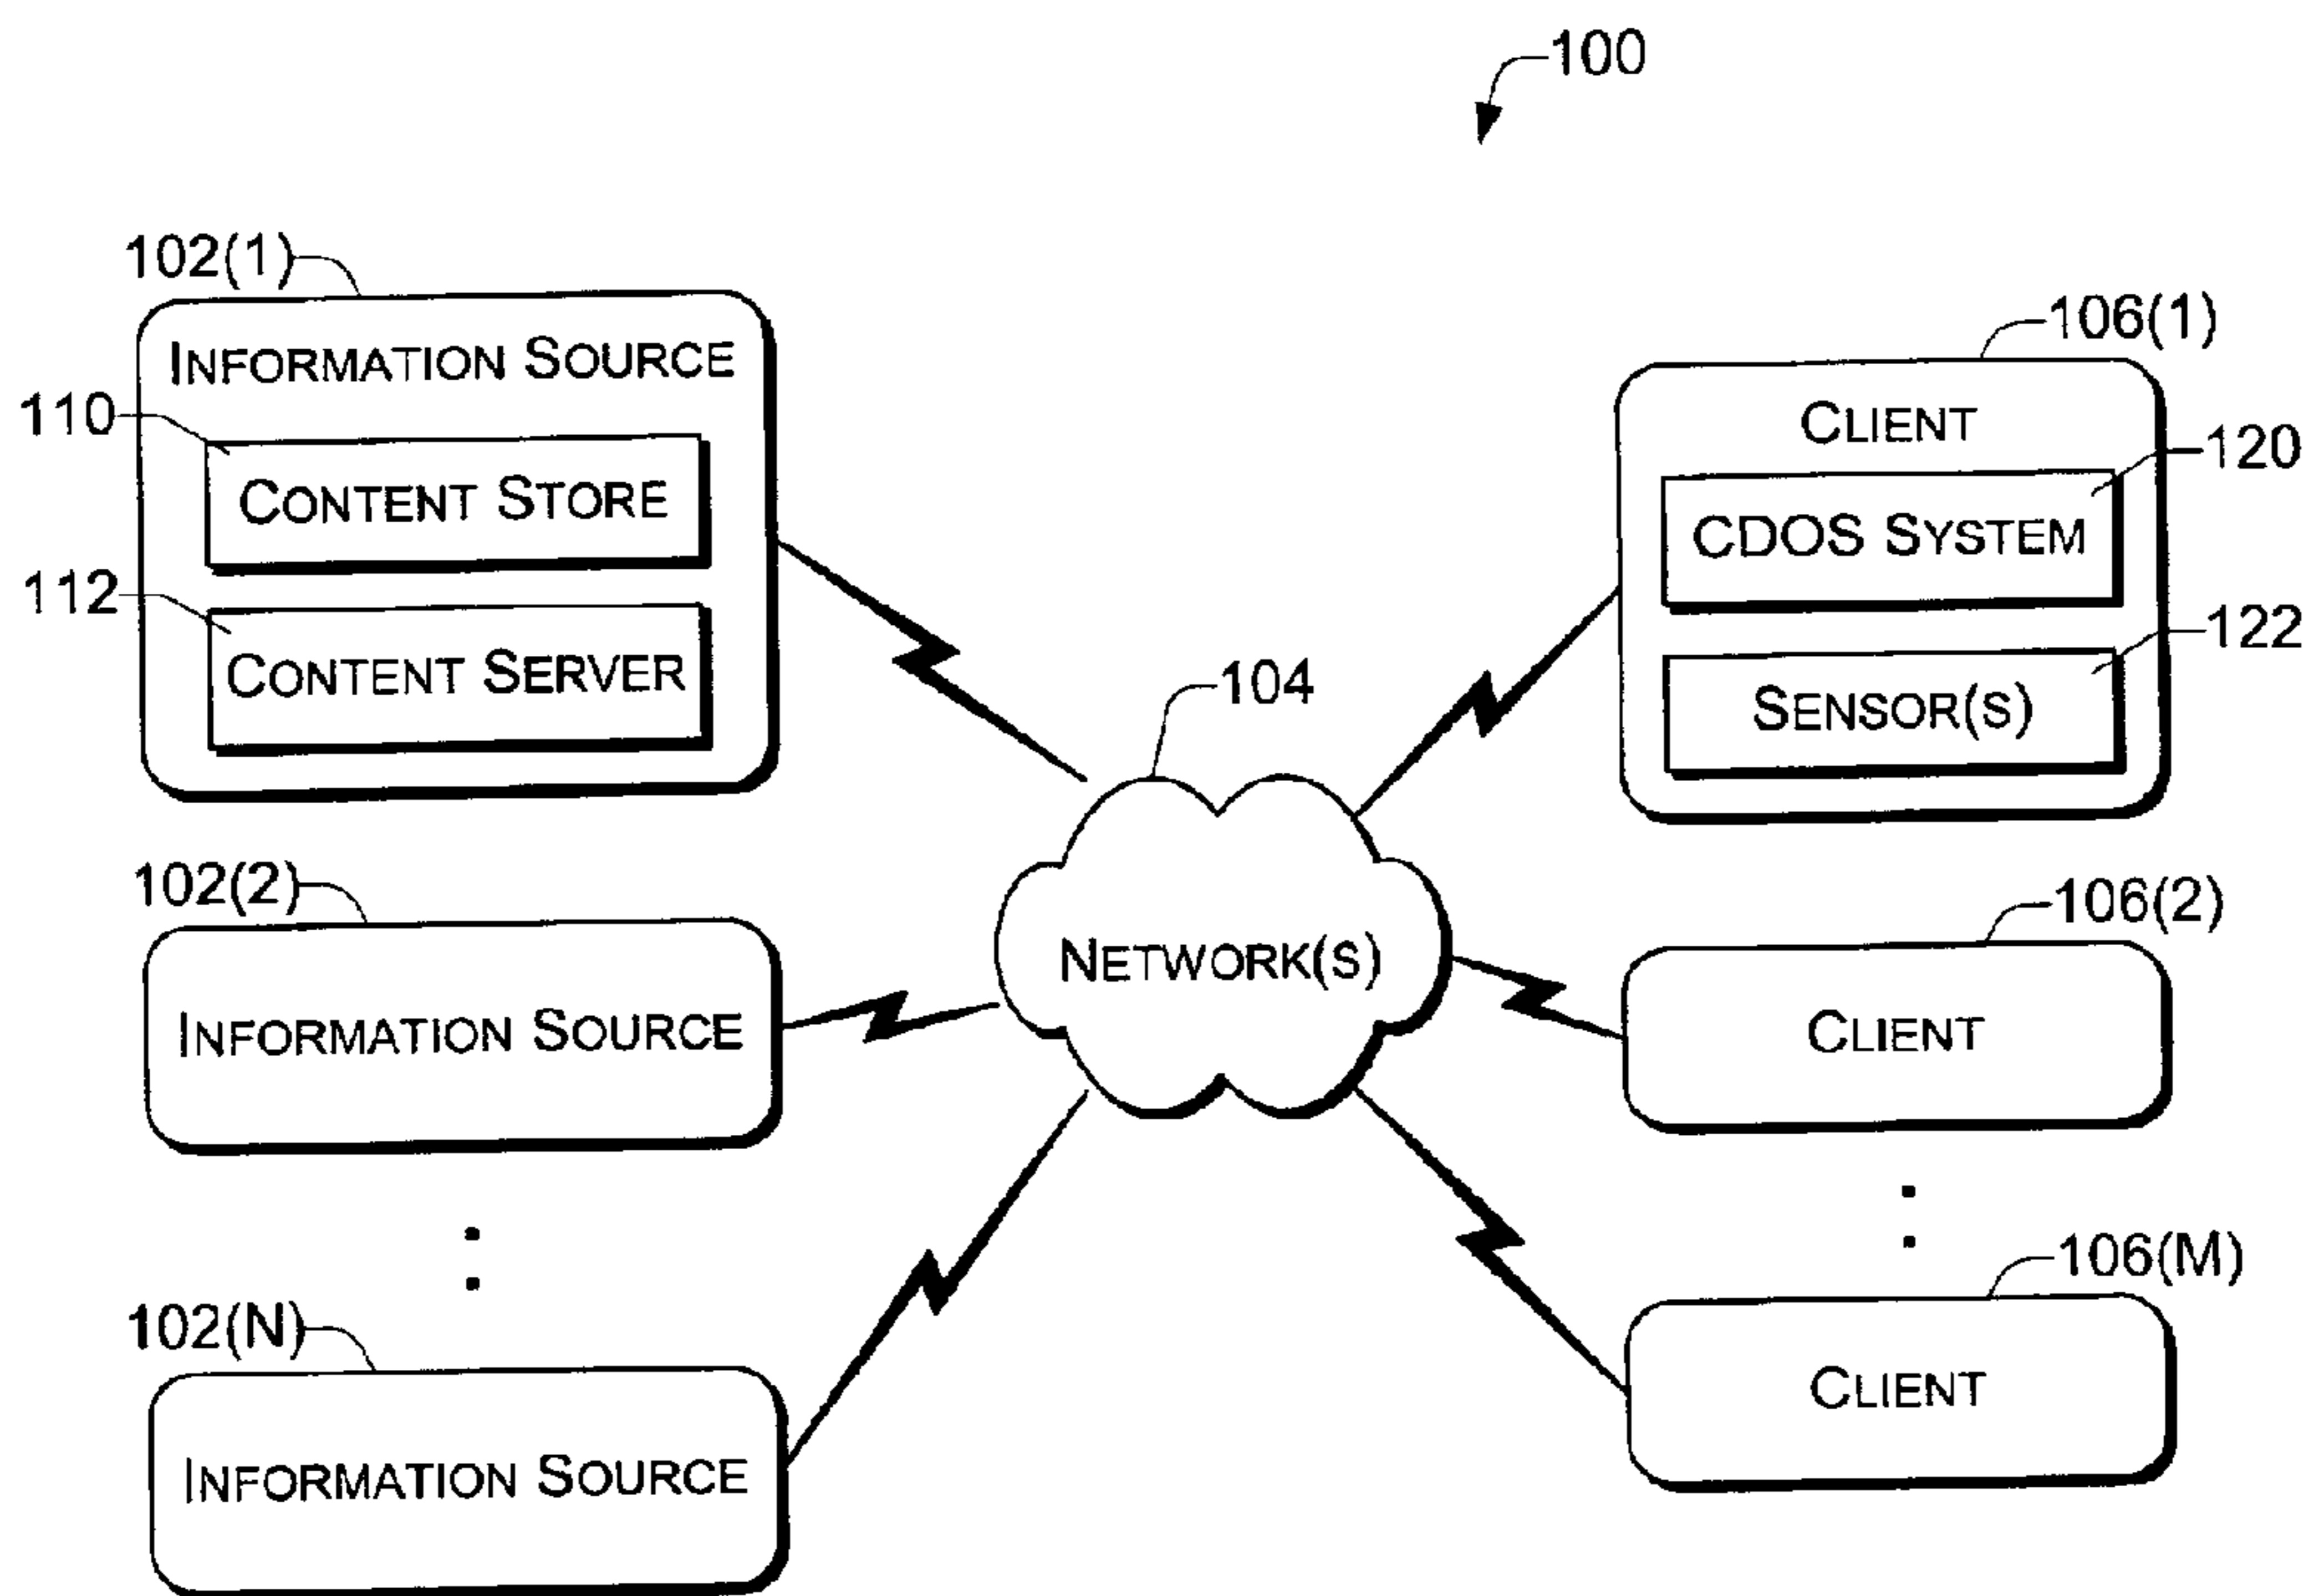 100
102(1)
INFORMATION SOURCE
110
CONTENT STORE
112
CONTENT SERVER
106(1)
CLIENT
120
CDOS SYSTEM
122
SENSOR(S)
104
NETWORK(S)
102(2)
INFORMATION SOURCE
106(2)
CLIENT
102(N)
INFORMATION SOURCE
106(M)
CLIENT